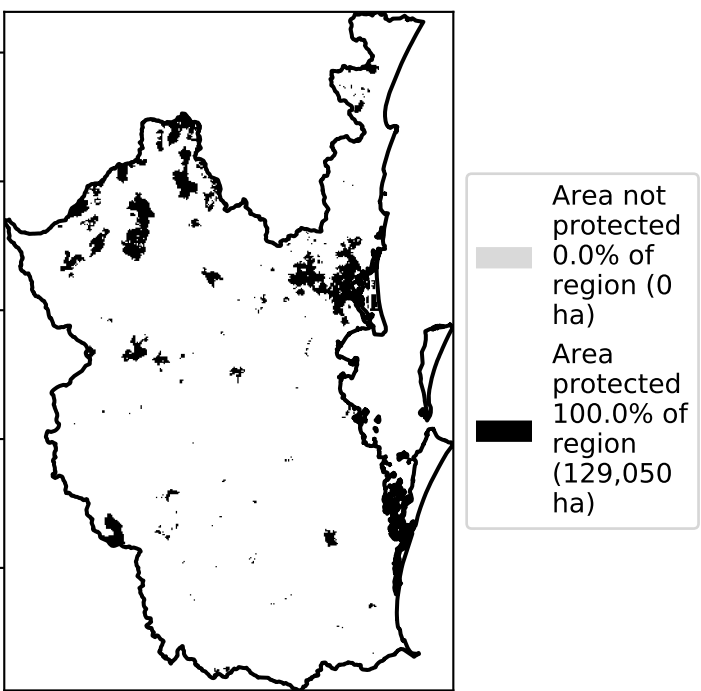 Area not
protected
0.0% of
region (0
ha)
Area
protected
100.0% of
region
(129,050
ha)